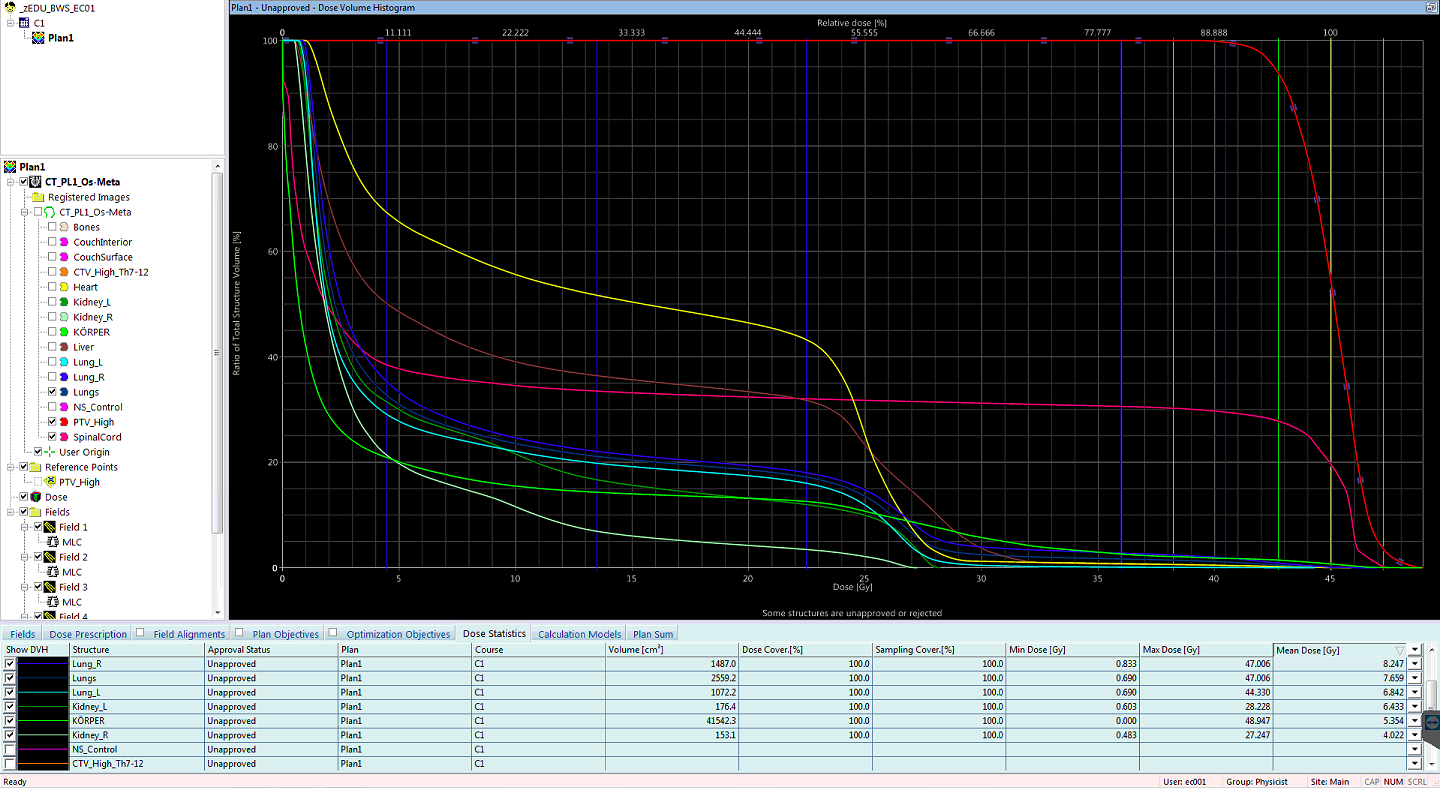 _zEDU_BWS_EC01
C1
Plan1
Plan1
CT_PL1_Os-Meta
Registered Images
CT_PL1_Os-Meta
Bones
CouchInterior
CouchSurface
CTV_High_Th7-12
Heart
Kidney_L
Kidney_R
KÖRPER
Liver
Lung_L
Lung_R
Lungs
NS_Control
PTV_High
SpinalCord
User Origin
Reference Points
PTV_High
Dose
Fields
Field 1
MLC
Field 2
MLC
Field 3
MLC
Field 4
Plan1 - Unapproved - Dose Volume Histogram
Relative dose [%]
0 11.111 22.222 33.333 44.444 55.555 66.666 77.777 88.888 100
100
80
60
40
20
0
Ratio of Total Structure Volume [%]
0 5 10 15 20 25 30 35 40 45
Dose [Gy]
Some structures are unapproved or rejected
Fields Dose Prescription Field Alignments Plan Objectives Optimization Objectives Dose Statistics Calculation Models Plan Sum
Show DVH Structure Approval Status Plan Course Volume [cm³] Dose Cover.[%] Sampling Cover.[%] Min Dose [Gy] Max Dose [Gy] Mean Dose [Gy]
Lung_R Unapproved Plan1 C1 1487.0 100.0 100.0 0.833 47.006 8.247
Lungs Unapproved Plan1 C1 2559.2 100.0 100.0 0.690 47.006 7.659
Lung_L Unapproved Plan1 C1 1072.2 100.0 100.0 0.690 44.330 6.842
Kidney_L Unapproved Plan1 C1 176.4 100.0 100.0 0.603 28.228 6.433
KÖRPER Unapproved Plan1 C1 41542.3 100.0 100.0 0.000 48.947 5.354
Kidney_R Unapproved Plan1 C1 153.1 100.0 100.0 0.483 27.247 4.022
NS_Control Unapproved Plan1 C1
CTV_High_Th7-12 Unapproved Plan1 C1
Ready User: ec001 Group: Physicist Site: Main CAP NUM SCRL